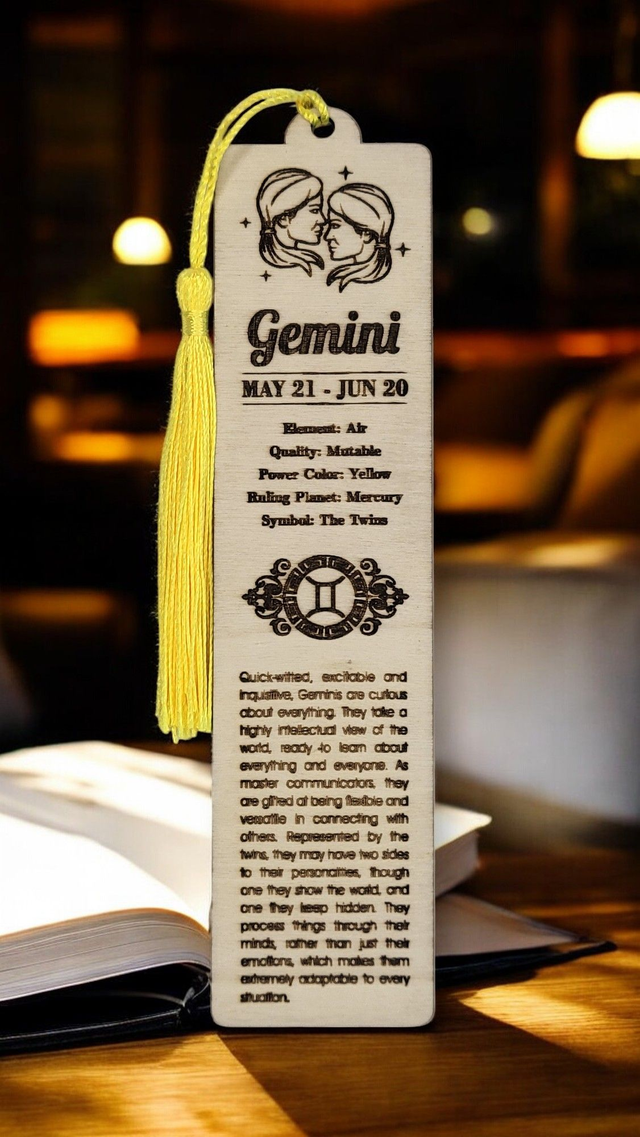 Gemini
MAY 21 - JUN 20
Element: Air
Quality: Mutable
Power Color: Yellow
Ruling Planet: Mercury
Symbol: The Twins
Quick-witted, excitable and
inquisitive, Geminis are curious
about everything. They take a
highly intellectual view of the
world, ready to learn about
everything and everyone. As
master communicators, they
are gifted at being flexible and
versatile in connecting with
others. Represented by the
twins, they may have two sides
to their personalities, though
one they show the world, and
one they keep hidden. They
process things through their
minds, rather than just their
emotions, which makes them
extremely adaptable to every
situation.